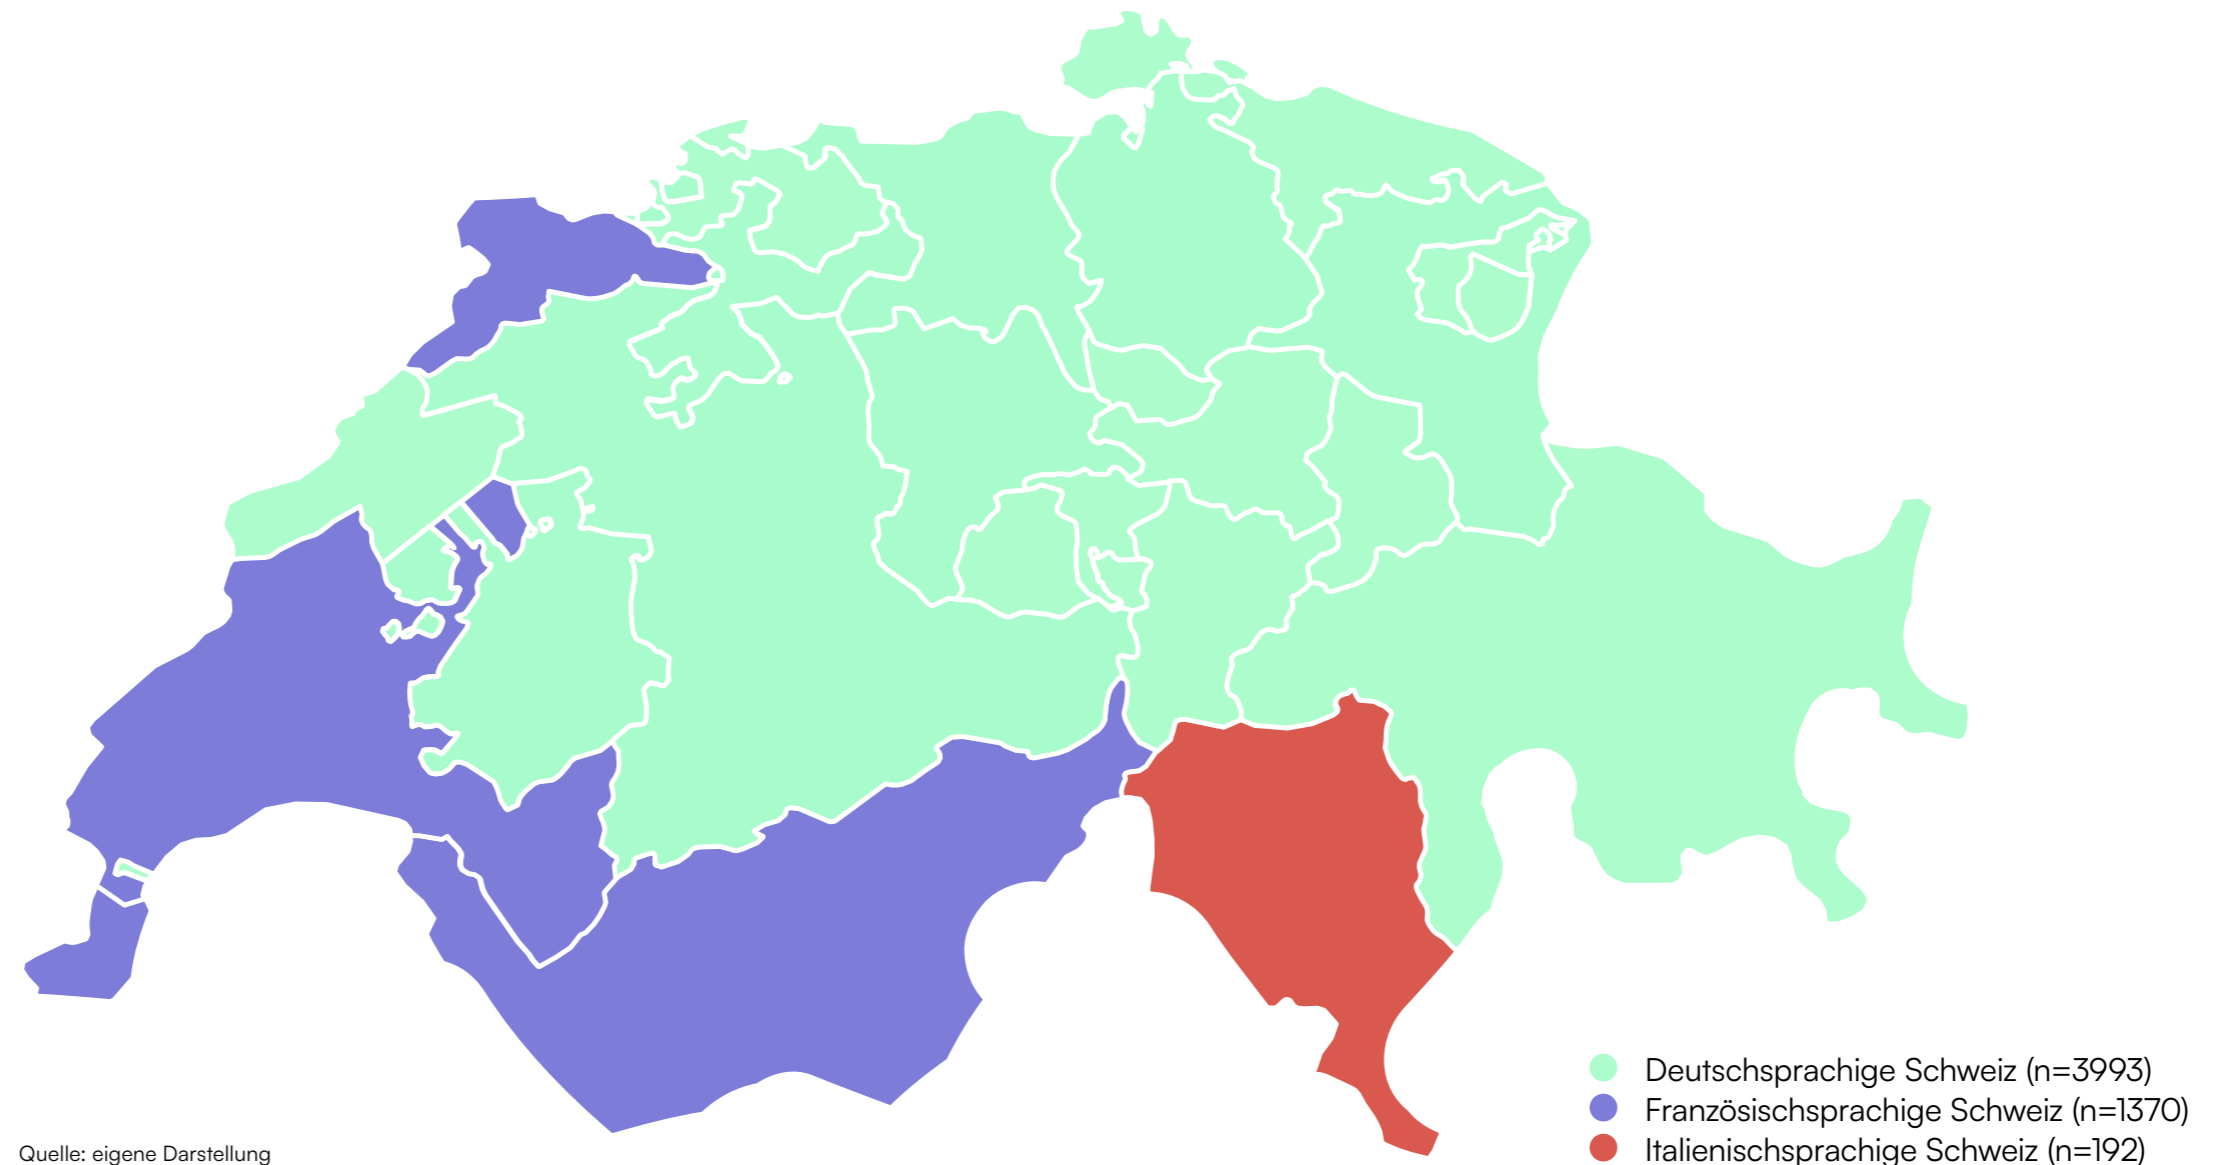 Deutschsprachige Schweiz (n=3993)
Französischsprachige Schweiz (n=1370)
Italienischsprachige Schweiz (n=192)
Quelle: eigene Darstellung